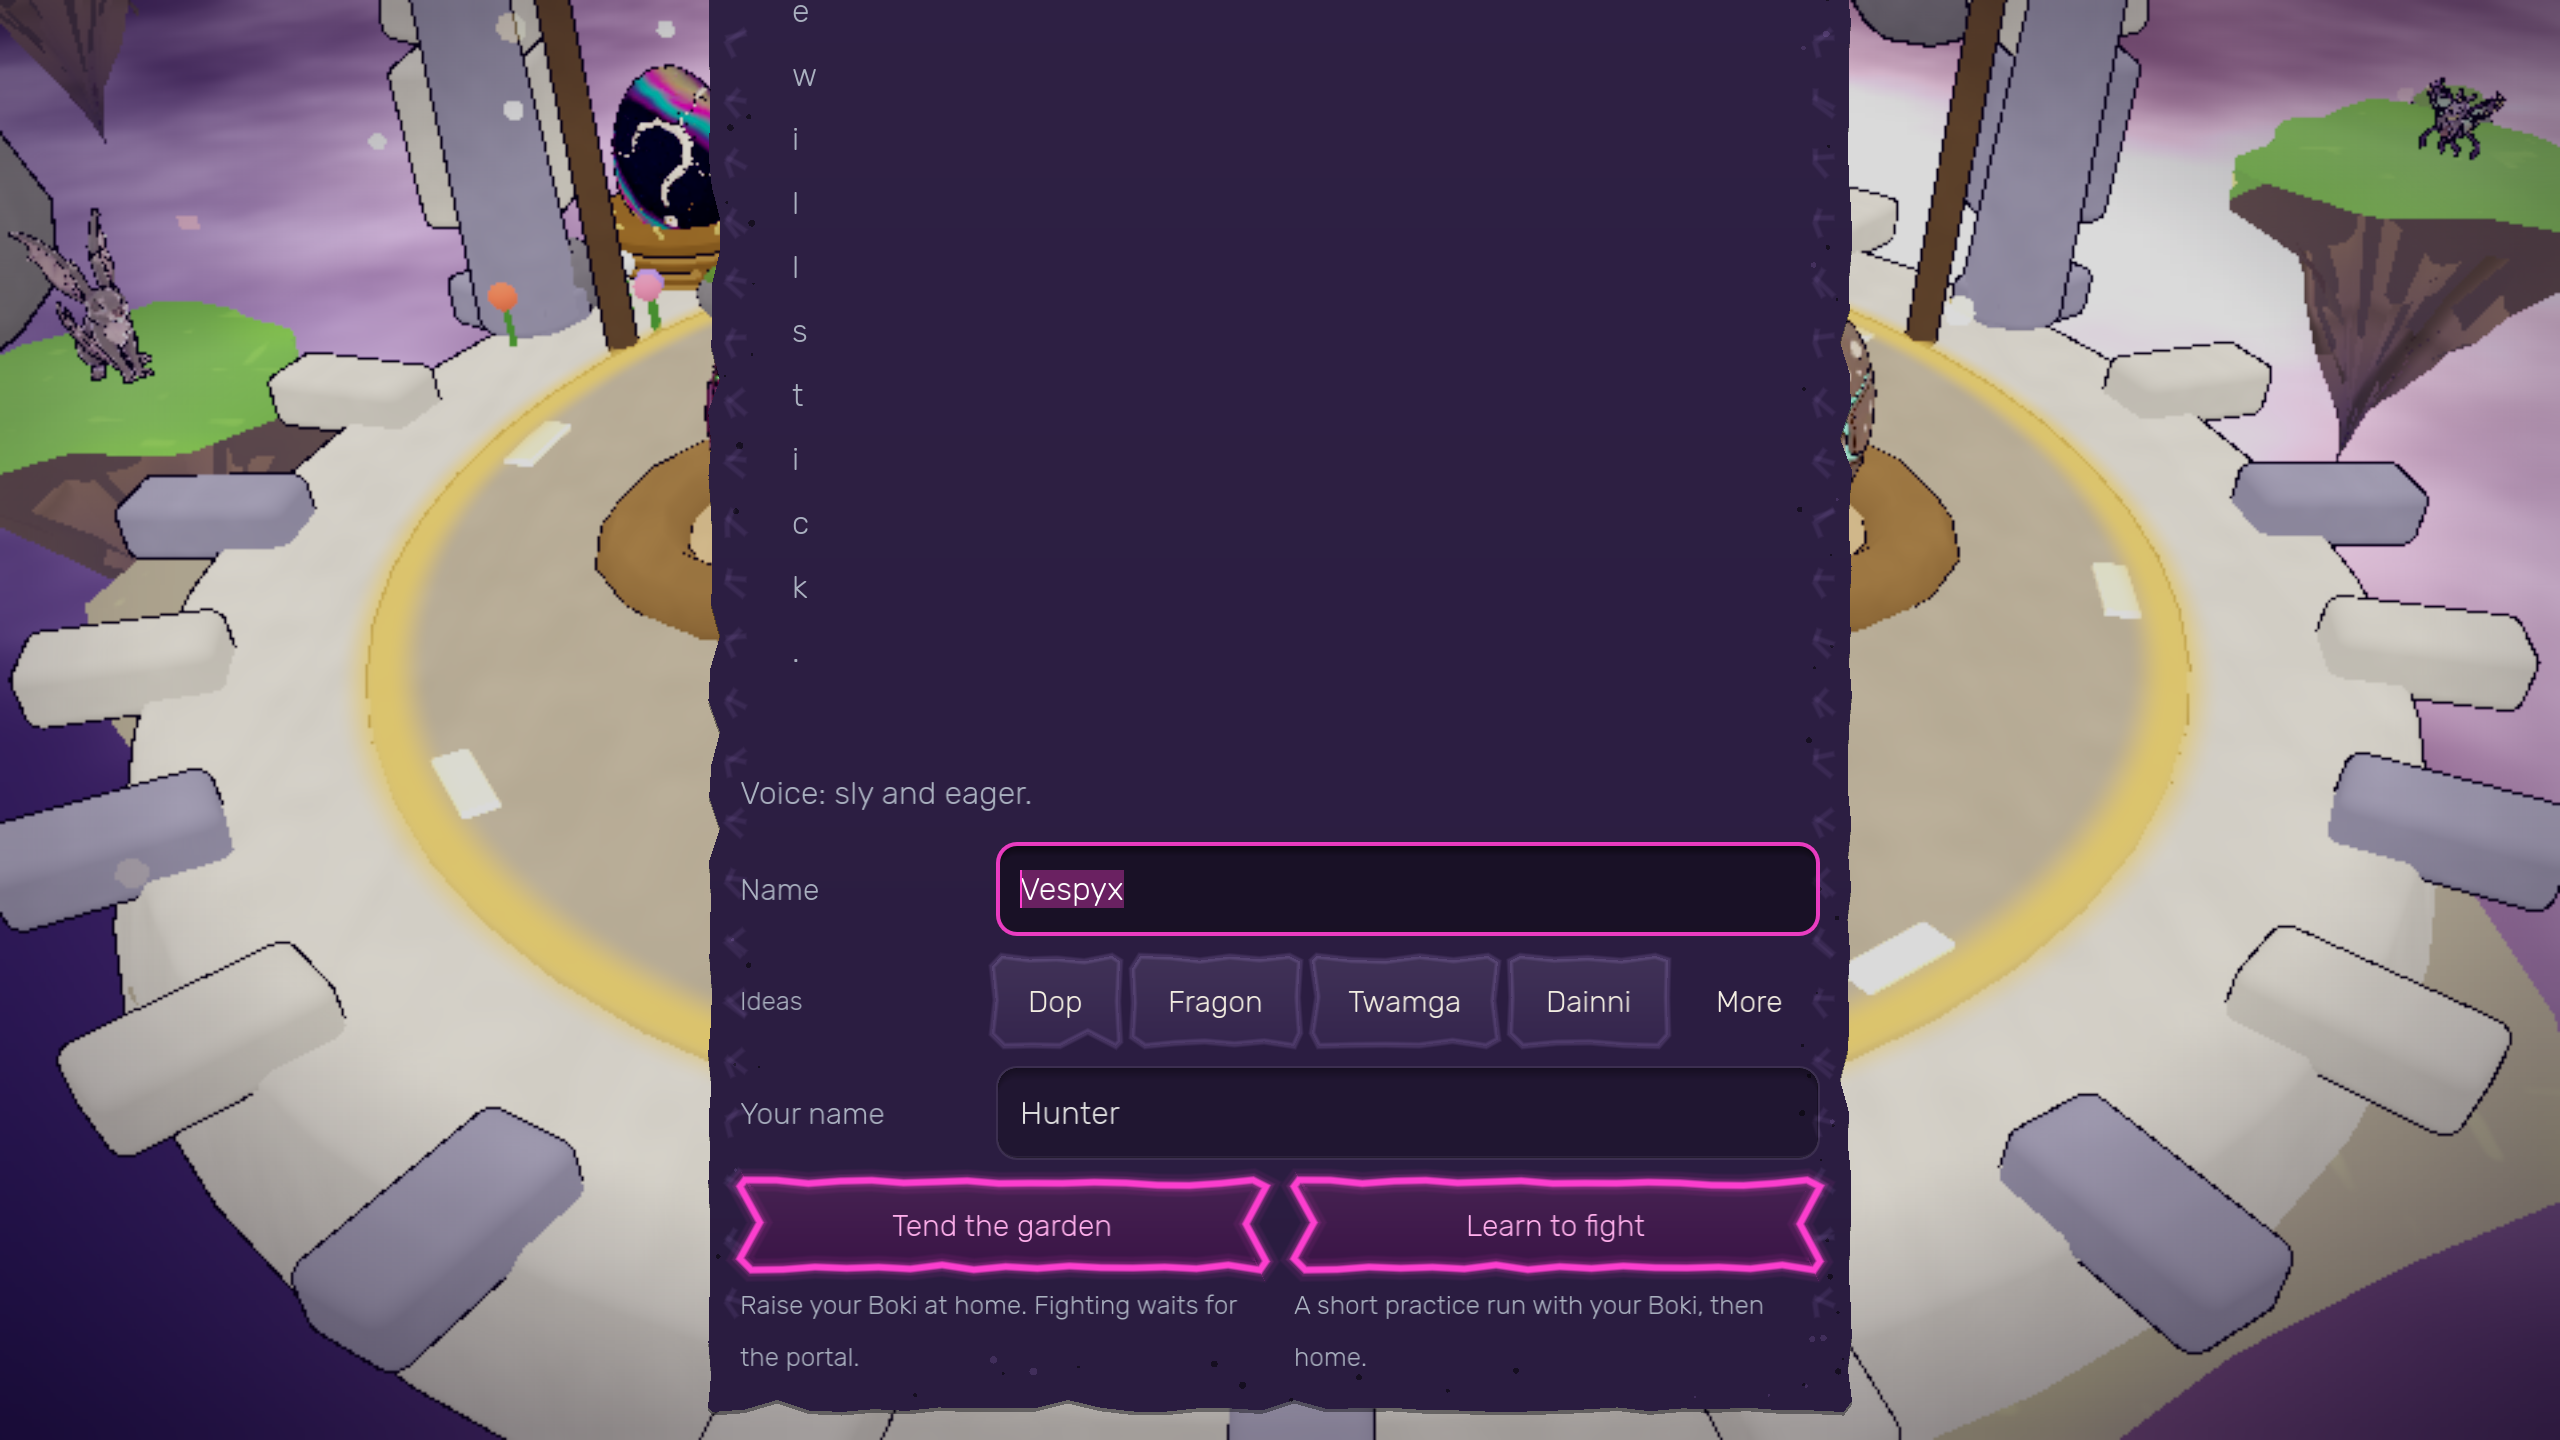 e
w
i
l
l
s
t
i
c
k
.
Voice: sly and eager.
Name
Vespyx
Ideas
Dop
Fragon
Twamga
Dainni
More
Your name
Hunter
Tend the garden
Learn to fight
Raise your Boki at home. Fighting waits for
the portal.
A short practice run with your Boki, then
home.